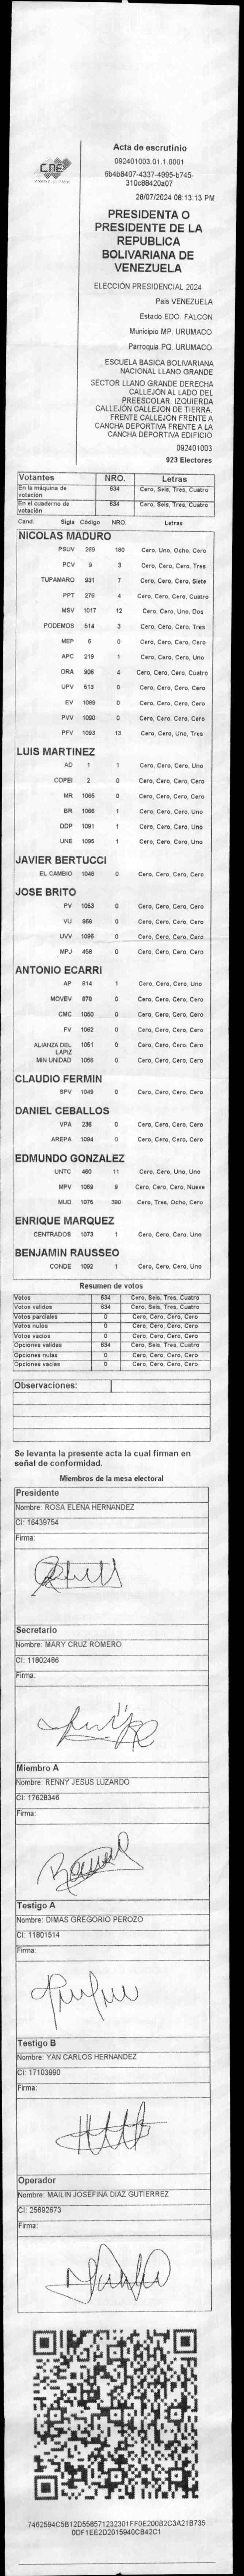 CNE
Acta de escrutinio
092401003.01.1.0001
6b4b8407-4337-4995-b745-
310c88420a07
28/07/2024 08:13:13 PM
PRESIDENTA O
PRESIDENTE DE LA
REPUBLICA
BOLIVARIANA DE
VENEZUELA
ELECCIÓN PRESIDENCIAL 2024
País VENEZUELA
Estado EDO. FALCON
Municipio MP. URUMACO
Parroquia PQ. URUMACO
ESCUELA BASICA BOLIVARIANA
NACIONAL LLANO GRANDE
SECTOR LLANO GRANDE DERECHA
CALLEJÓN AL LADO DEL
PREESCOLAR. IZQUIERDA
CALLEJÓN CALLEJON DE TIERRA.
FRENTE CALLEJÓN FRENTE A
CANCHA DEPORTIVA FRENTE A LA
CANCHA DEPORTIVA EDIFICIO
092401003
923 Electores
Votantes NRO. Letras
En la máquina de votación 634 Cero, Seis, Tres, Cuatro
En el cuaderno de votación 634 Cero, Seis, Tres, Cuatro
Cand. Sigla Código NRO. Letras
NICOLAS MADURO
PSUV 269 180 Cero, Uno, Ocho, Cero
PCV 9 3 Cero, Cero, Cero, Tres
TUPAMARO 921 7 Cero, Cero, Cero, Siete
PPT 276 4 Cero, Cero, Cero, Cuatro
MSV 1017 12 Cero, Cero, Uno, Dos
PODEMOS 514 3 Cero, Cero, Cero, Tres
MEP 6 0 Cero, Cero, Cero, Cero
APC 219 1 Cero, Cero, Cero, Uno
ORA 906 4 Cero, Cero, Cero, Cuatro
UPV 513 0 Cero, Cero, Cero, Cero
EV 1089 0 Cero, Cero, Cero, Cero
PVV 1090 0 Cero, Cero, Cero, Cero
PFV 1093 13 Cero, Cero, Uno, Tres
LUIS MARTINEZ
AD 1 1 Cero, Cero, Cero, Uno
COPEI 2 0 Cero, Cero, Cero, Cero
MR 1065 0 Cero, Cero, Cero, Cero
BR 1066 1 Cero, Cero, Cero, Uno
DDP 1091 1 Cero, Cero, Cero, Uno
UNE 1096 1 Cero, Cero, Cero, Uno
JAVIER BERTUCCI
EL CAMBIO 1048 0 Cero, Cero, Cero, Cero
JOSE BRITO
PV 1053 0 Cero, Cero, Cero, Cero
VU 969 0 Cero, Cero, Cero, Cero
UVV 1098 0 Cero, Cero, Cero, Cero
MPJ 458 0 Cero, Cero, Cero, Cero
ANTONIO ECARRI
AP 914 1 Cero, Cero, Cero, Uno
MOVEV 878 0 Cero, Cero, Cero, Cero
CMC 1050 0 Cero, Cero, Cero, Cero
FV 1062 0 Cero, Cero, Cero, Cero
ALIANZA DEL LAPIZ 1051 0 Cero, Cero, Cero, Cero
MIN UNIDAD 1056 0 Cero, Cero, Cero, Cero
CLAUDIO FERMIN
SPV 1049 0 Cero, Cero, Cero, Cero
DANIEL CEBALLOS
VPA 236 0 Cero, Cero, Cero, Cero
AREPA 1094 0 Cero, Cero, Cero, Cero
EDMUNDO GONZALEZ
UNTC 460 11 Cero, Cero, Uno, Uno
MPV 1069 9 Cero, Cero, Cero, Nueve
MUD 1075 380 Cero, Tres, Ocho, Cero
ENRIQUE MARQUEZ
CENTRADOS 1073 1 Cero, Cero, Cero, Uno
BENJAMIN RAUSSEO
CONDE 1092 1 Cero, Cero, Cero, Uno
Resumen de votos
Votos 634 Cero, Seis, Tres, Cuatro
Votos validos 634 Cero, Seis, Tres, Cuatro
Votos parciales 0 Cero, Cero, Cero, Cero
Votos nulos 0 Cero, Cero, Cero, Cero
Votos vacios 0 Cero, Cero, Cero, Cero
Opciones validas 634 Cero, Seis, Tres, Cuatro
Opciones nulas 0 Cero, Cero, Cero, Cero
Opciones vacias 0 Cero, Cero, Cero, Cero
Observaciones:
Se levanta la presente acta la cual firman en
señal de conformidad.
Miembros de la mesa electoral
Presidente
Nombre: ROSA ELENA HERNANDEZ
CI: 16439754
Firma:
Secretario
Nombre: MARY CRUZ ROMERO
CI: 11802486
Firma:
Miembro A
Nombre: RENNY JESUS LUZARDO
CI: 17628346
Firma:
Testigo A
Nombre: DIMAS GREGORIO PEROZO
CI: 11801514
Firma:
Testigo B
Nombre: YAN CARLOS HERNANDEZ
CI: 17103990
Firma:
Operador
Nombre: MAILIN JOSEFINA DIAZ GUTIERREZ
CI: 25692673
Firma:
7462594C5B12D558571232301FF0E200B2C3A21B735
0DF1EE2D2015940CB42C1